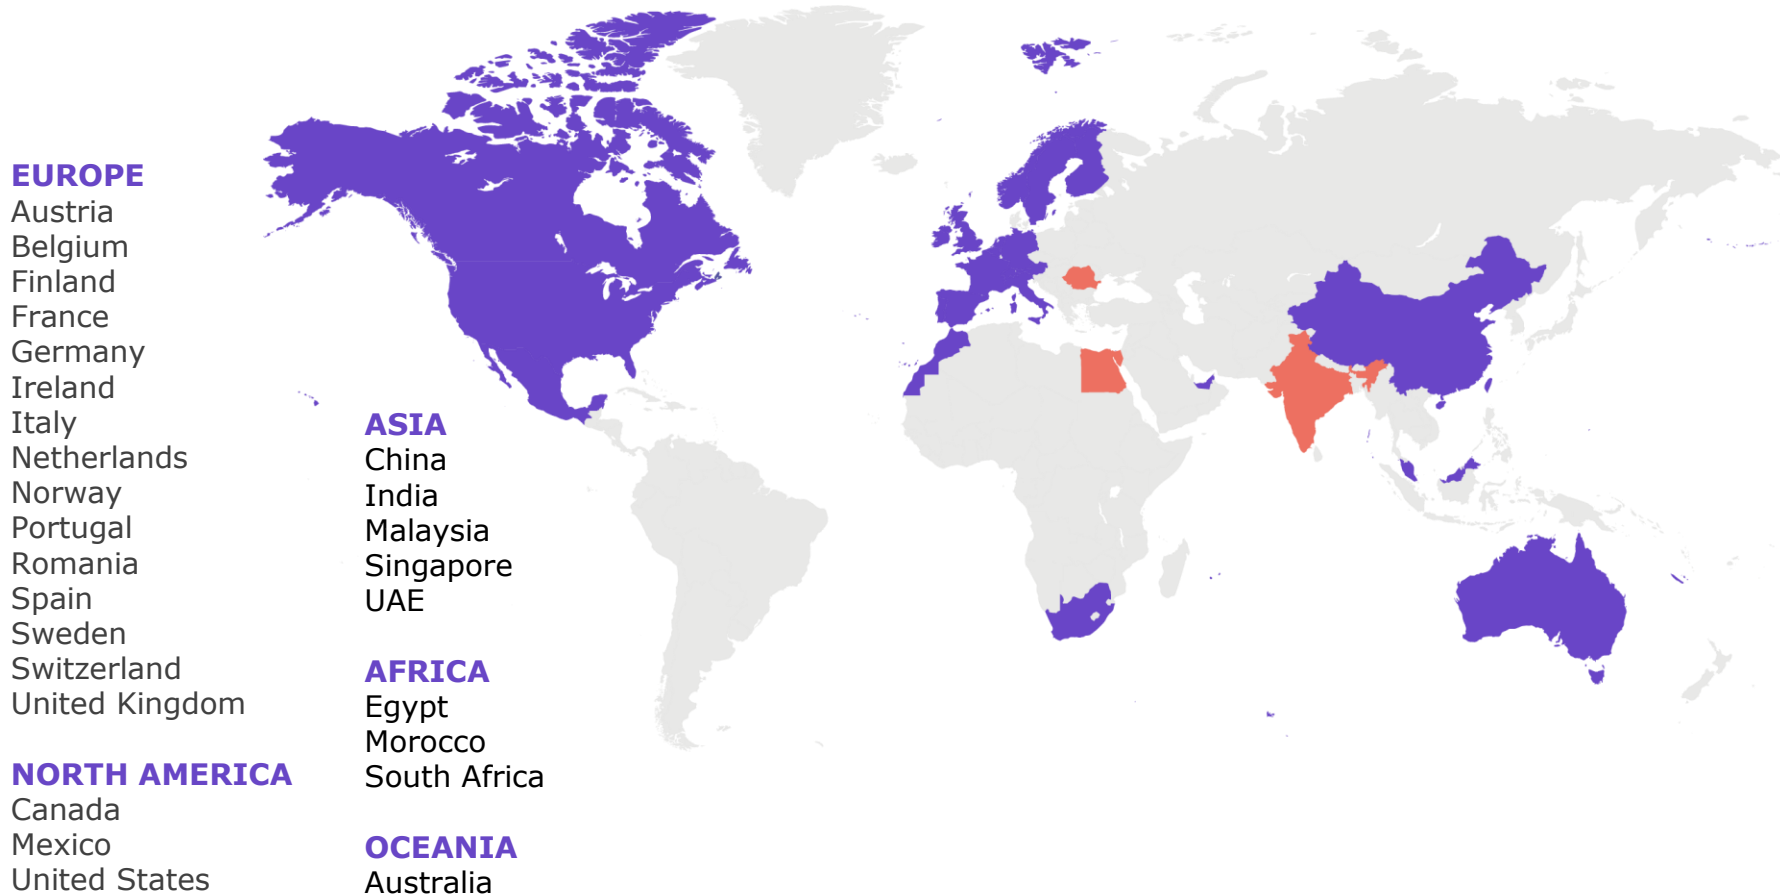 EUROPE
Austria
Belgium
Finland
France
Germany
Ireland
Italy
Netherlands
Norway
Portugal
Romania
Spain
Sweden
Switzerland
United Kingdom
NORTH AMERICA
Canada
Mexico
United States
ASIA
China
India
Malaysia
Singapore
UAE
AFRICA
Egypt
Morocco
South Africa
OCEANIA
Australia